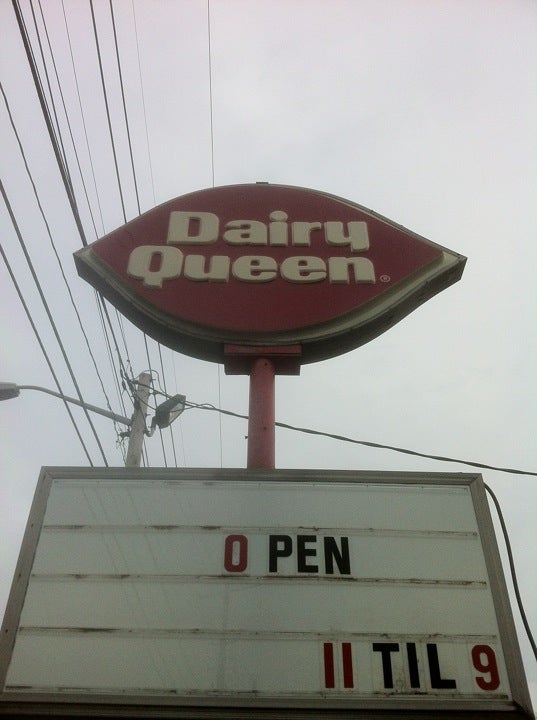 Dairy
Queen®
O PEN
11 TIL 9